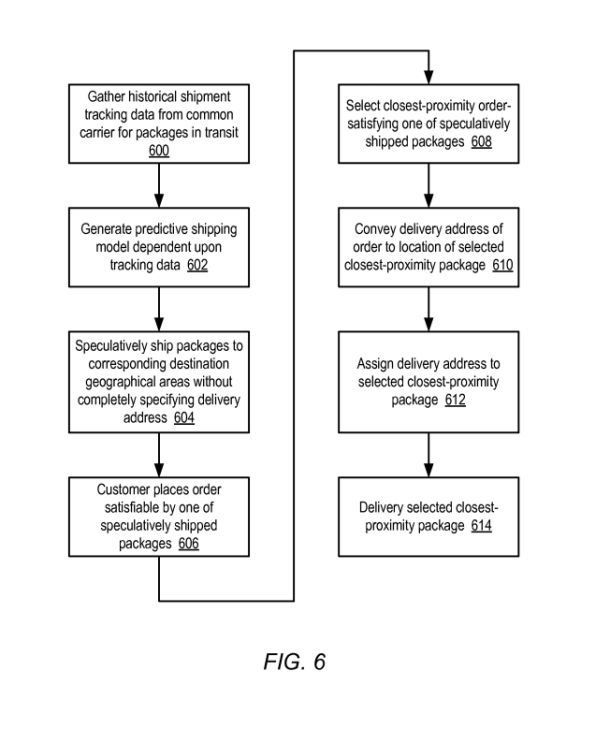 Gather historical shipment
tracking data from common
carrier for packages in transit
600
Generate predictive shipping
model dependent upon
tracking data 602
Speculatively ship packages to
corresponding destination
geographical areas without
completely specifying delivery
address 604
Customer places order
satisfiable by one of
speculatively shipped
packages 606
Select closest-proximity order-
satisfying one of speculatively
shipped packages 608
Convey delivery address of
order to location of selected
closest-proximity package 610
Assign delivery address to
selected closest-proximity
package 612
Delivery selected closest-
proximity package 614
FIG. 6